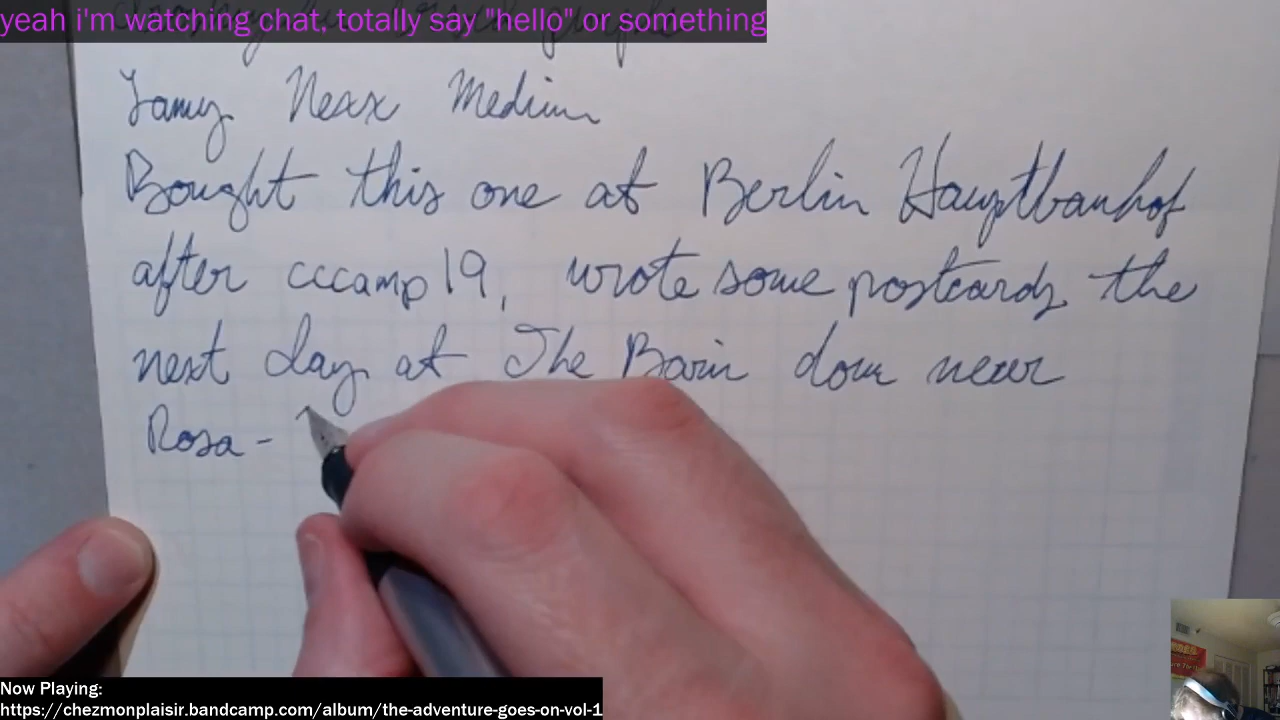 yeah i'm watching chat, totally say "hello" or something
Lamy Nexx Medium
Bought this one at Berlin Hauptbanhof
after cccamp19, wrote some postcards the
next day at The Barn down near
Rosa-
Now Playing:
https://chezmonplaisir.bandcamp.com/album/the-adventure-goes-on-vol-1